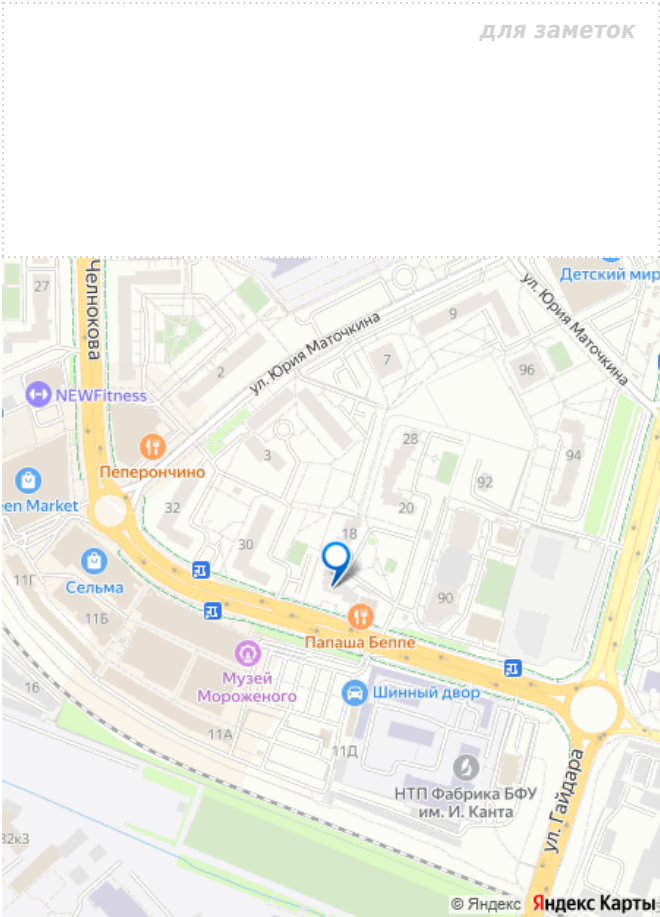 для заметок
Детский мир
27
Челнокова
ул. Юрия Маточкина
ул. Юрия Маточкина
9
7
2
96
NEWFitness
Пеперончино
3
28
94
een Market
92
32
20
18
30
11Г
Сельма
90
11Б
Папаша Беппе
Музей
Мороженого
Шинный двор
16
11А
11Д
НТП Фабрика БФУ
им. И. Канта
ул. Гайдара
32к3
© Яндекс Яндекс Карты